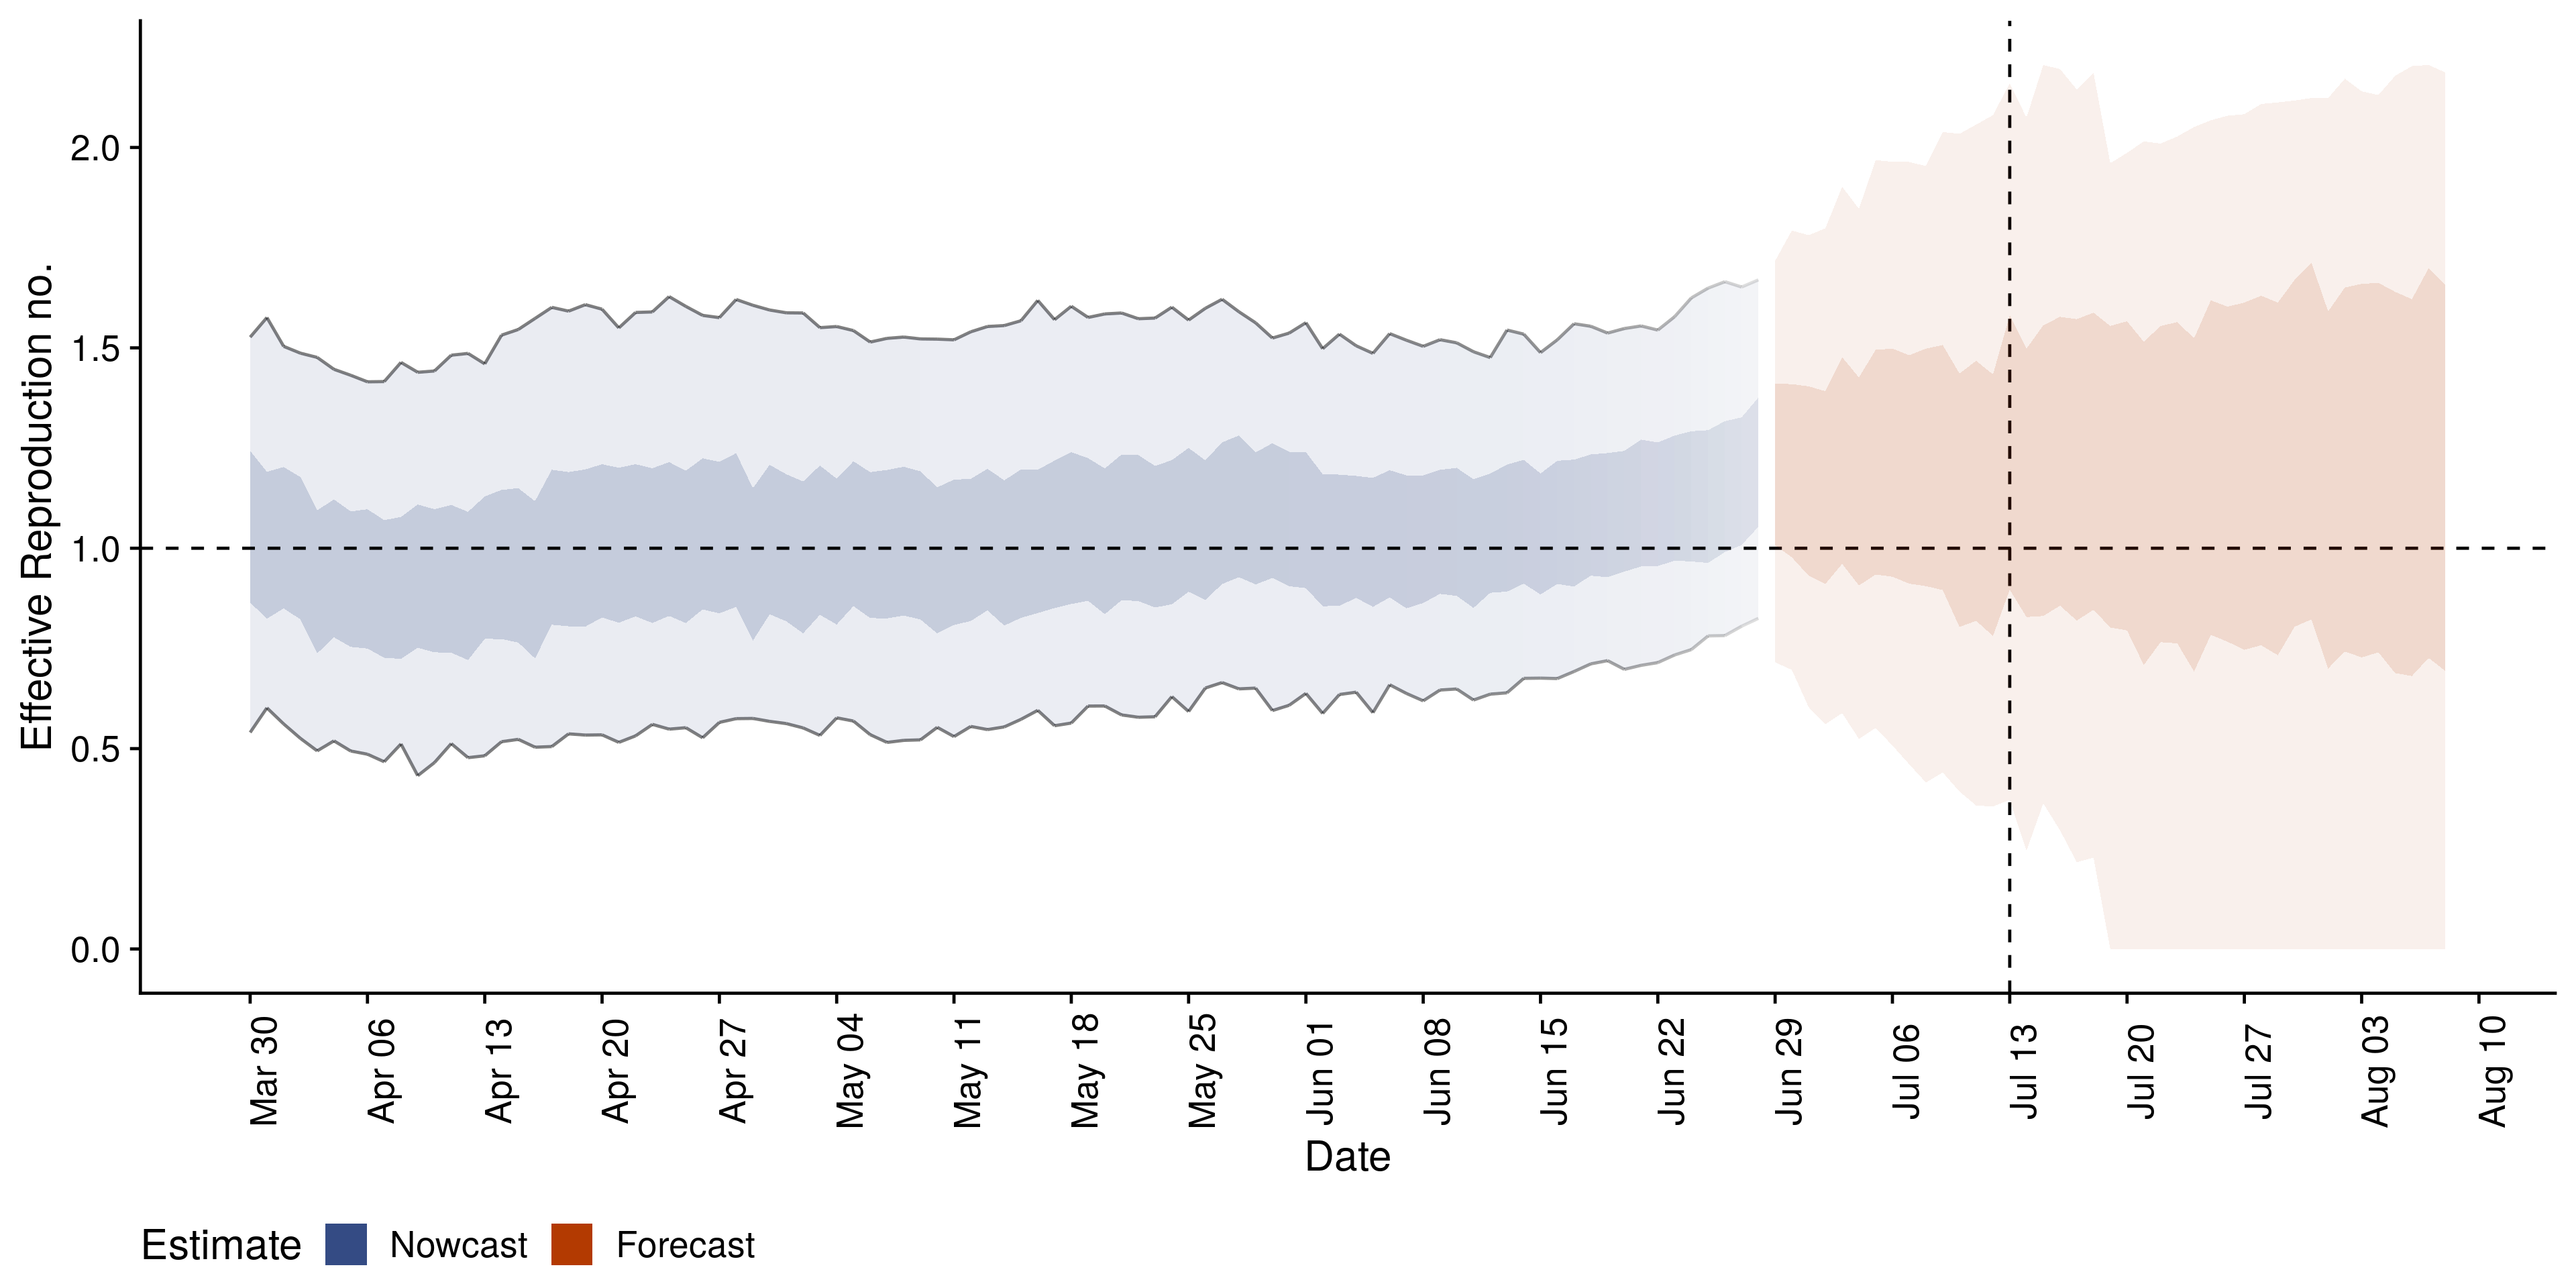 Effective Reproduction no.
2.0
1.5
1.0
0.5
0.0
Mar 30
Apr 06
Apr 13
Apr 20
Apr 27
May 04
May 11
May 18
May 25
Jun 01
Jun 08
Jun 15
Jun 22
Jun 29
Jul 06
Jul 13
Jul 20
Jul 27
Aug 03
Aug 10
Date
Estimate Nowcast Forecast